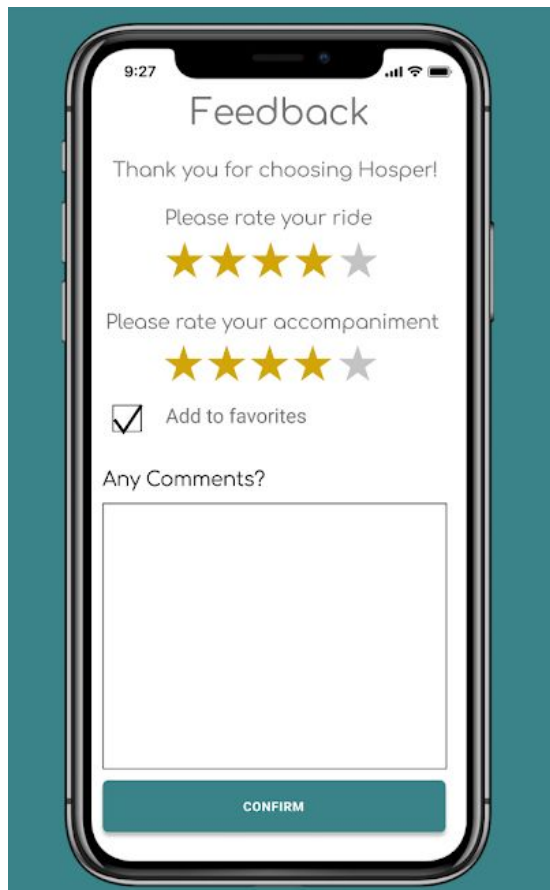 9:27
Feedback
Thank you for choosing Hosper!
Please rate your ride
Please rate your accompaniment
Add to favorites
Any Comments?
CONFIRM